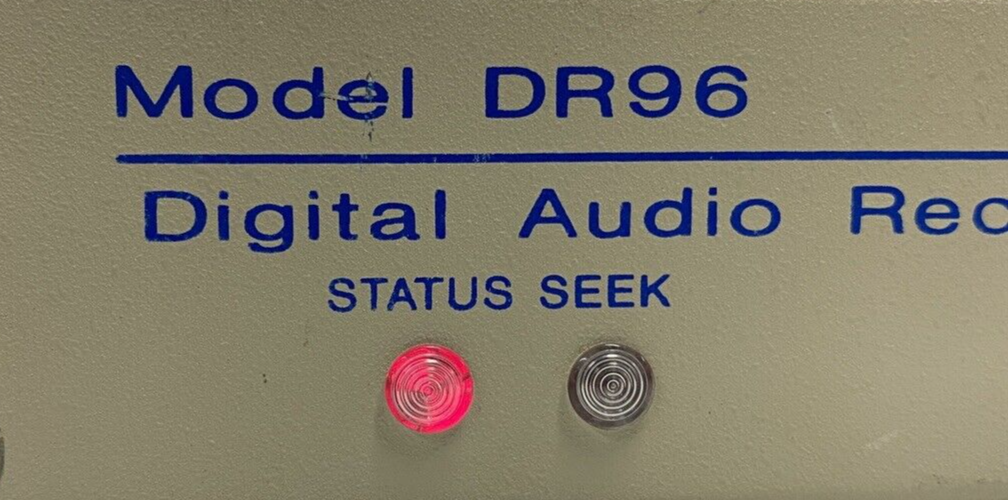 Model DR96
Digital Audio Rec
STATUS SEEK